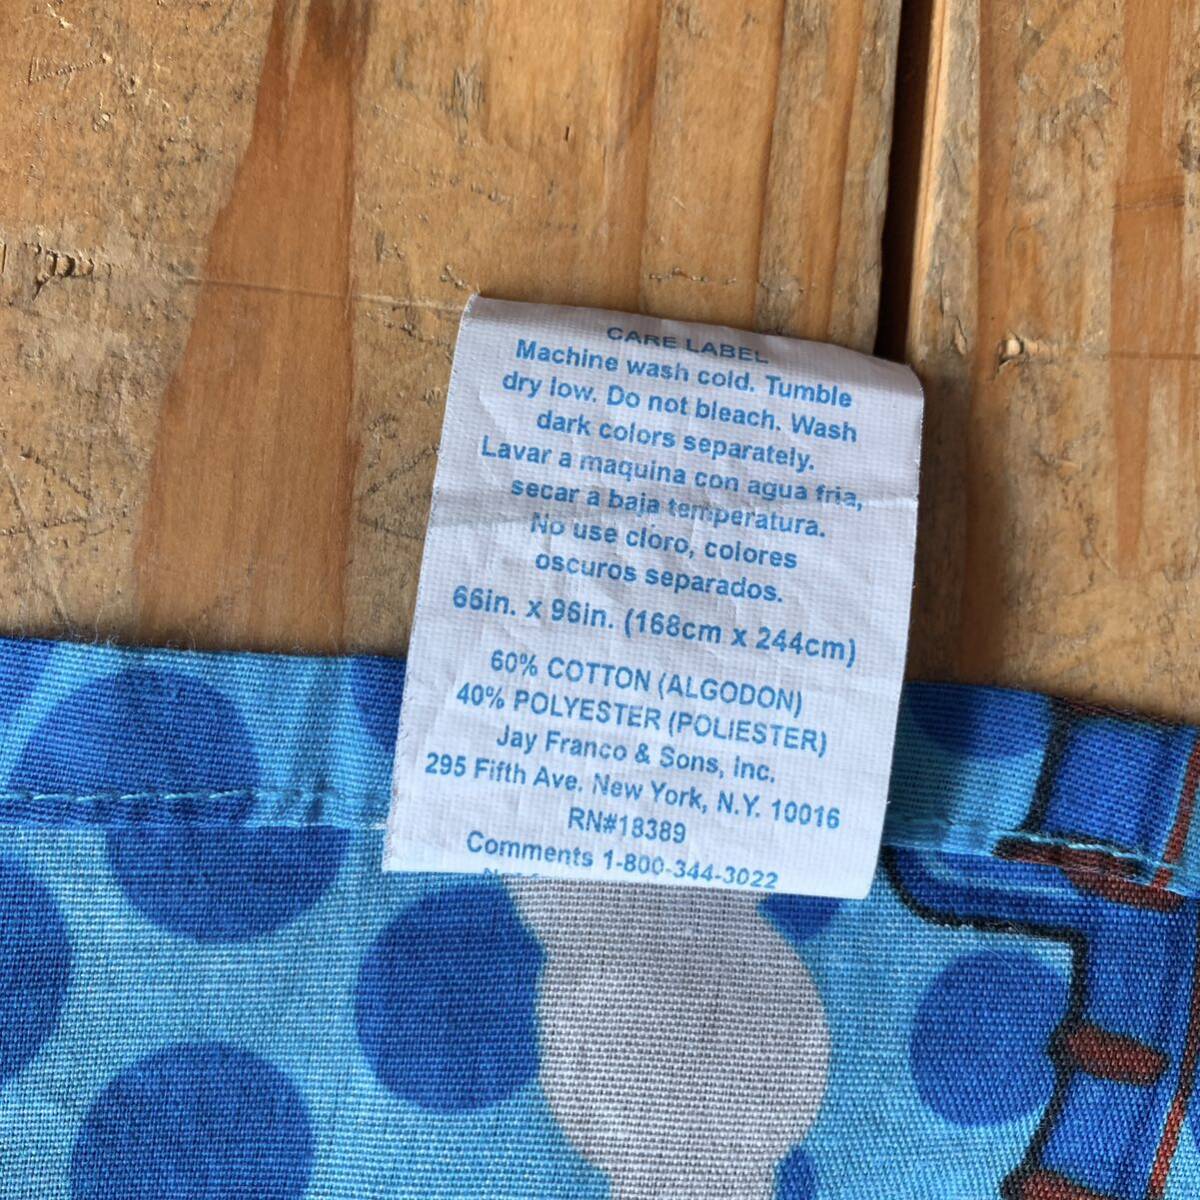 CARE LABEL
Machine wash cold. Tumble
dry low. Do not bleach. Wash
dark colors separately.
Lavar a maquina con agua fria,
secar a baja temperatura.
No use cloro, colores
oscuros separados.
66in. x 96in. (168cm x 244cm)
60% COTTON (ALGODON)
40% POLYESTER (POLIESTER)
Jay Franco & Sons, Inc.
295 Fifth Ave. New York, N.Y. 10016
RN#18389
Comments 1-800-344-3022